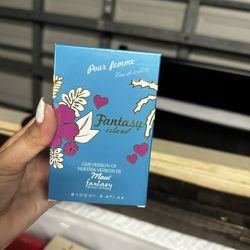 Pour femme
Eau de toilette
Fantasy
island
OUR VERSION OF
NUESTRA VERSION DE
Maui
fantasy
e 100ml 3.4fl oz.